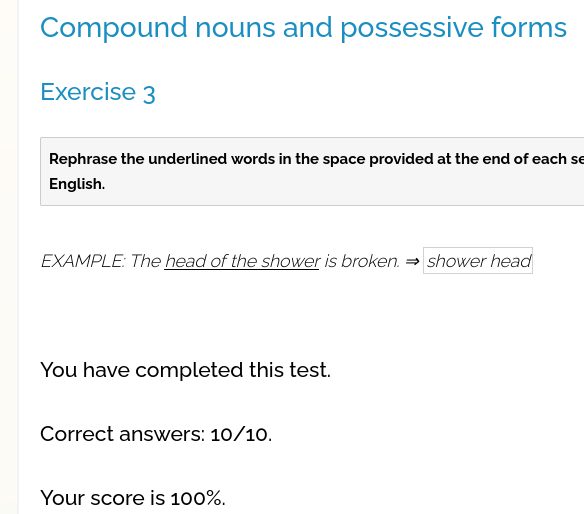 Compound nouns and possessive forms
Exercise 3
Rephrase the underlined words in the space provided at the end of each
English.
EXAMPLE: The head of the shower is broken. ⇒ shower head
You have completed this test.
Correct answers: 10/10.
Your score is 100%.